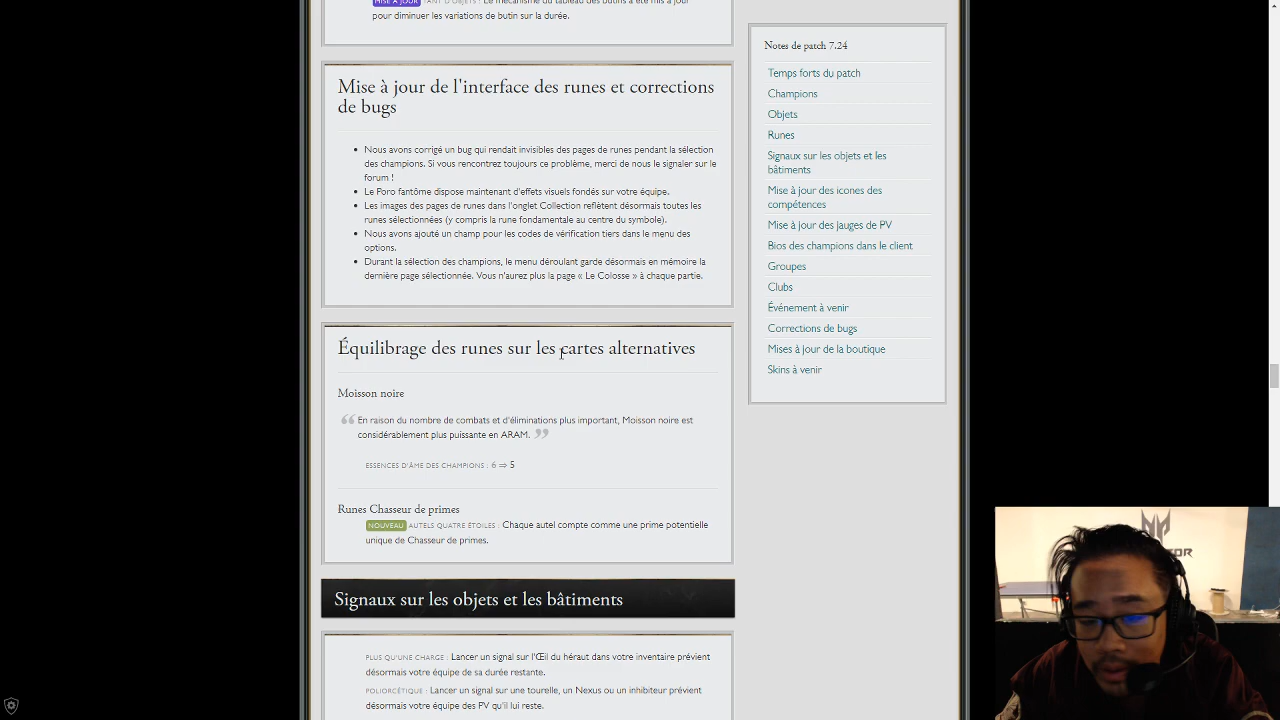 MISE À JOUR TANT D'OBJETS : Le mécanisme du tableau des butins a été mis à jour
pour diminuer les variations de butin sur la durée.
Mise à jour de l'interface des runes et corrections
de bugs
• Nous avons corrigé un bug qui rendait invisibles des pages de runes pendant la sélection
des champions. Si vous rencontrez toujours ce problème, merci de nous le signaler sur le
forum !
• Le Poro fantôme dispose maintenant d'effets visuels fondés sur votre équipe.
• Les images des pages de runes dans l'onglet Collection reflètent désormais toutes les
runes sélectionnées (y compris la rune fondamentale au centre du symbole).
• Nous avons ajouté un champ pour les codes de vérification tiers dans le menu des
options.
• Durant la sélection des champions, le menu déroulant garde désormais en mémoire la
dernière page sélectionnée. Vous n'aurez plus la page « Le Colosse » à chaque partie.
Équilibrage des runes sur les cartes alternatives
Moisson noire
“ En raison du nombre de combats et d'éliminations plus important, Moisson noire est
considérablement plus puissante en ARAM. ”
ESSENCES D'ÂME DES CHAMPIONS : 6 ⇒ 5
Runes Chasseur de primes
NOUVEAU AUTELS QUATRE ÉTOILES : Chaque autel compte comme une prime potentielle
unique de Chasseur de primes.
Signaux sur les objets et les bâtiments
PLUS QU'UNE CHARGE : Lancer un signal sur l'Œil du héraut dans votre inventaire prévient
désormais votre équipe de sa durée restante.
POLIORCÉTIQUE : Lancer un signal sur une tourelle, un Nexus ou un inhibiteur prévient
désormais votre équipe des PV qu'il lui reste.
Notes de patch 7.24
Temps forts du patch
Champions
Objets
Runes
Signaux sur les objets et les
bâtiments
Mise à jour des icones des
compétences
Mise à jour des jauges de PV
Bios des champions dans le client
Groupes
Clubs
Événement à venir
Corrections de bugs
Mises à jour de la boutique
Skins à venir